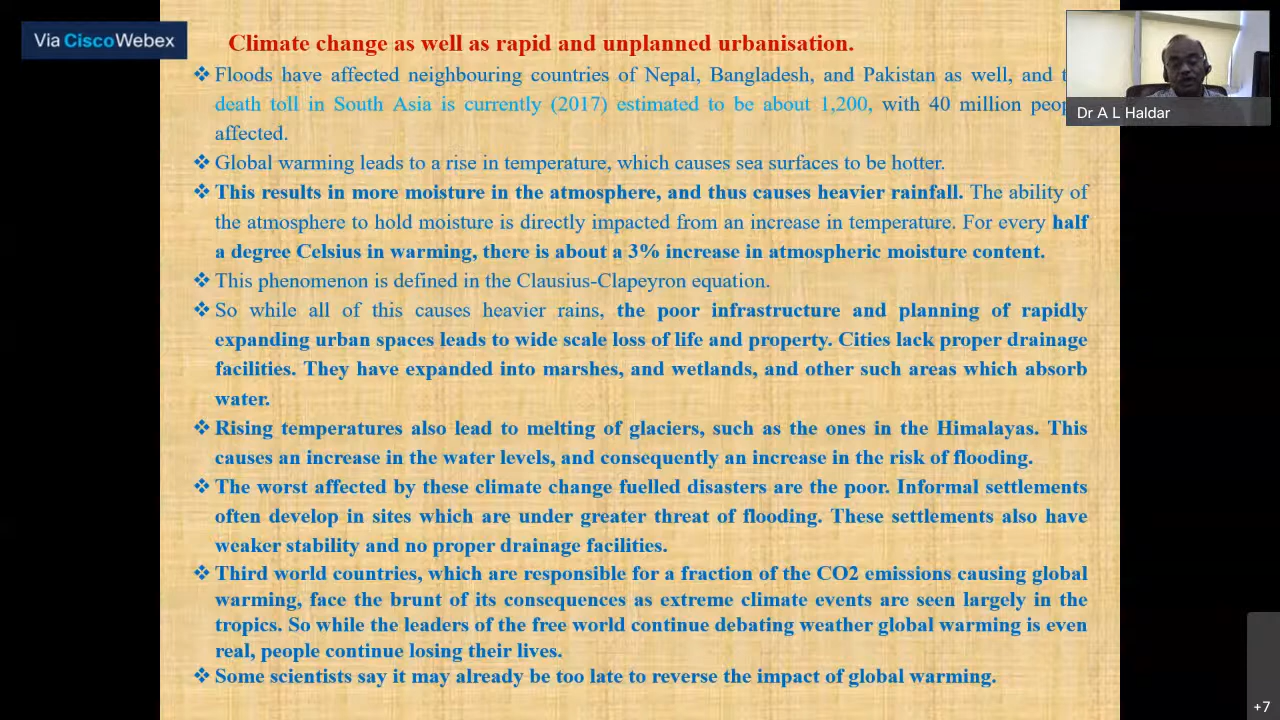 Via Cisco Webex
Climate change as well as rapid and unplanned urbanisation.
❖ Floods have affected neighbouring countries of Nepal, Bangladesh, and Pakistan as well, and
death toll in South Asia is currently (2017) estimated to be about 1,200, with 40 million
affected.
❖ Global warming leads to a rise in temperature, which causes sea surfaces to be hotter.
❖ This results in more moisture in the atmosphere, and thus causes heavier rainfall. The ability of
the atmosphere to hold moisture is directly impacted from an increase in temperature. For every half
a degree Celsius in warming, there is about a 3% increase in atmospheric moisture content.
❖ This phenomenon is defined in the Clausius-Clapeyron equation.
❖ So while all of this causes heavier rains, the poor infrastructure and planning of rapidly
expanding urban spaces leads to wide scale loss of life and property. Cities lack proper drainage
facilities. They have expanded into marshes, and wetlands, and other such areas which absorb
water.
❖ Rising temperatures also lead to melting of glaciers, such as the ones in the Himalayas. This
causes an increase in the water levels, and consequently an increase in the risk of flooding.
❖ The worst affected by these climate change fuelled disasters are the poor. Informal settlements
often develop in sites which are under greater threat of flooding. These settlements also have
weaker stability and no proper drainage facilities.
❖ Third world countries, which are responsible for a fraction of the CO2 emissions causing global
warming, face the brunt of its consequences as extreme climate events are seen largely in the
tropics. So while the leaders of the free world continue debating weather global warming is even
real, people continue losing their lives.
❖ Some scientists say it may already be too late to reverse the impact of global warming.
Dr A L Haldar
+7